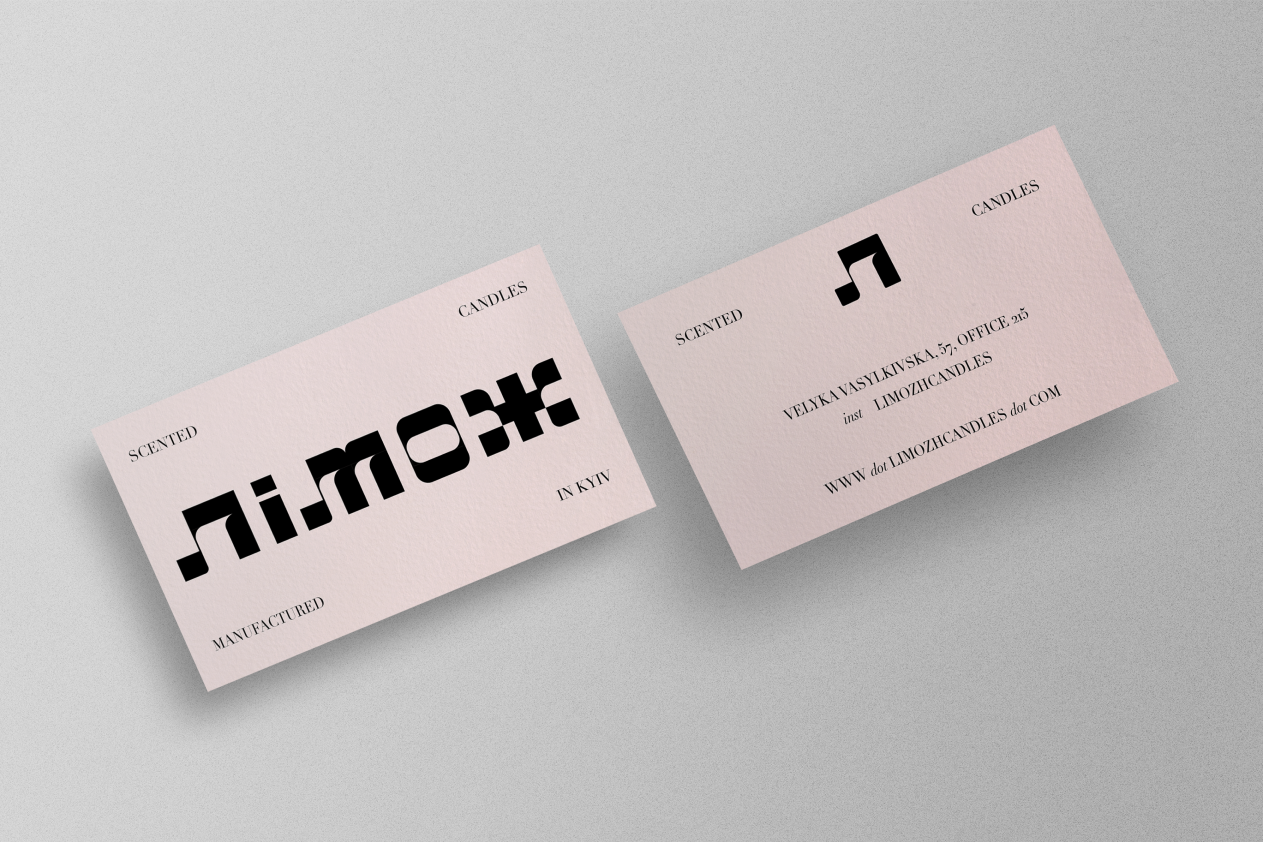 SCENTED
CANDLES
лімож
MANUFACTURED
IN KYIV
SCENTED
CANDLES
л
VELYKA VASYLKIVSKA, 57, OFFICE 215
inst LIMOZHCANDLES
WWW dot LIMOZHCANDLES dot COM